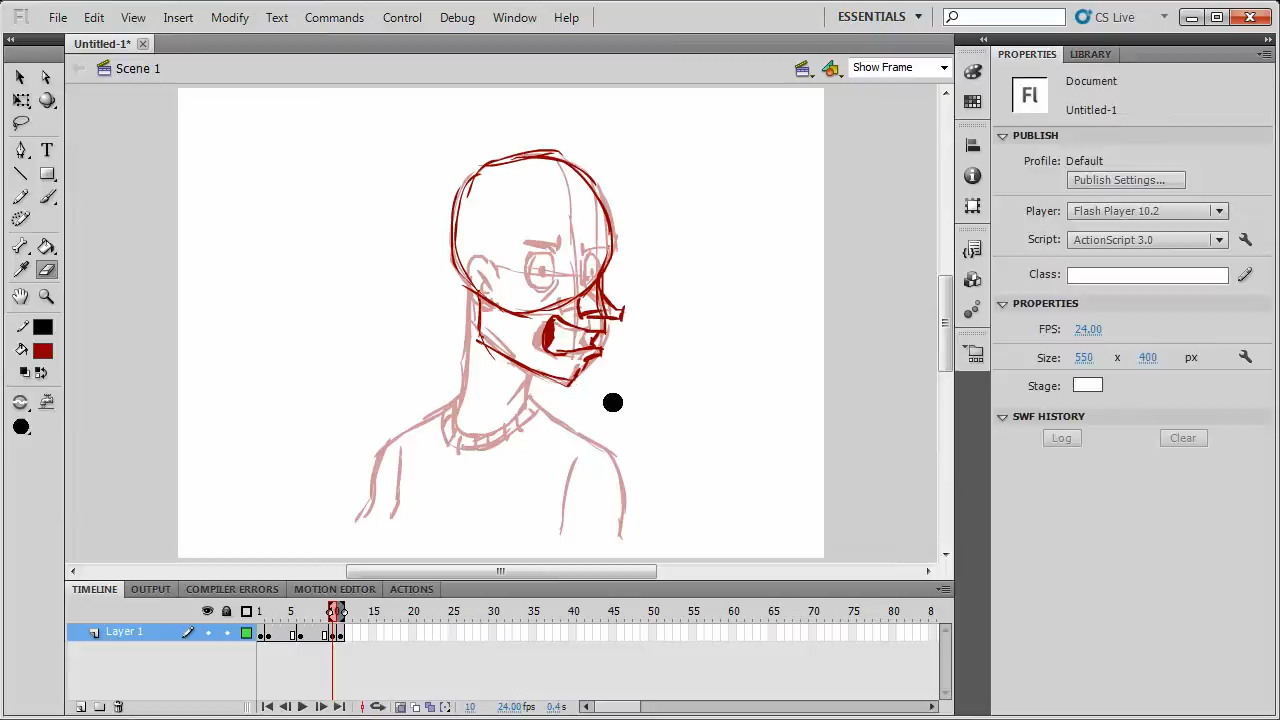 Fl File Edit View Insert Modify Text Commands Control Debug Window Help ESSENTIALS CS Live
Untitled-1*
Scene 1 Show Frame
PROPERTIES LIBRARY
Fl
Document
Untitled-1
PUBLISH
Profile: Default
Publish Settings...
Player: Flash Player 10.2
Script: ActionScript 3.0
Class:
PROPERTIES
FPS: 24.00
Size: 550 x 400 px
Stage:
SWF HISTORY
Log Clear
TIMELINE OUTPUT COMPILER ERRORS MOTION EDITOR ACTIONS
1 5 15 20 25 30 35 40 45 50 55 60 65 70 75 80 8
Layer 1
10 24.00fps 0.4s